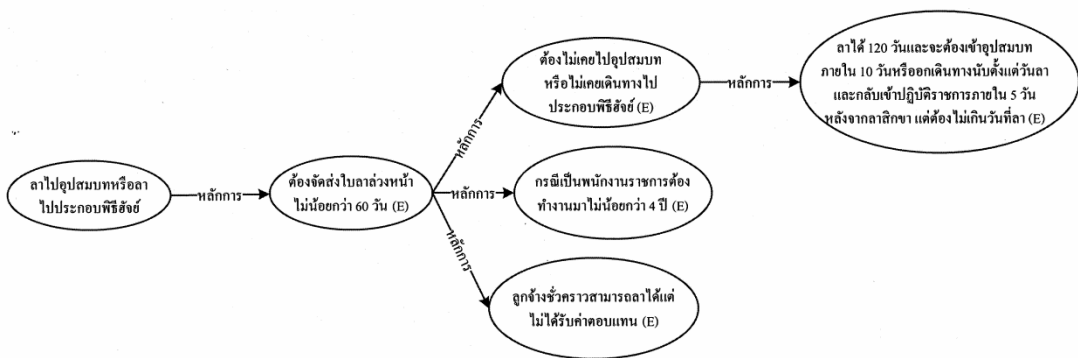 ลาไปอุปสมบทหรือลา
ไปประกอบพิธีฮัจย์
หลักการ
ต้องจัดส่งใบลาล่วงหน้า
ไม่น้อยกว่า 60 วัน (E)
หลักการ
ต้องไม่เคยไปอุปสมบท
หรือไม่เคยเดินทางไป
ประกอบพิธีฮัจย์ (E)
หลักการ
ลาได้ 120 วันและจะต้องเข้าอุปสมบท
ภายใน 10 วันหรือออกเดินทางนับตั้งแต่วันลา
และกลับเข้าปฏิบัติราชการภายใน 5 วัน
หลังจากลาสิกขา แต่ต้องไม่เกินวันที่ลา (E)
หลักการ
กรณีเป็นพนักงานราชการต้อง
ทำงานมาไม่น้อยกว่า 4 ปี (E)
หลักการ
ลูกจ้างชั่วคราวสามารถลาได้แต่
ไม่ได้รับค่าตอบแทน (E)